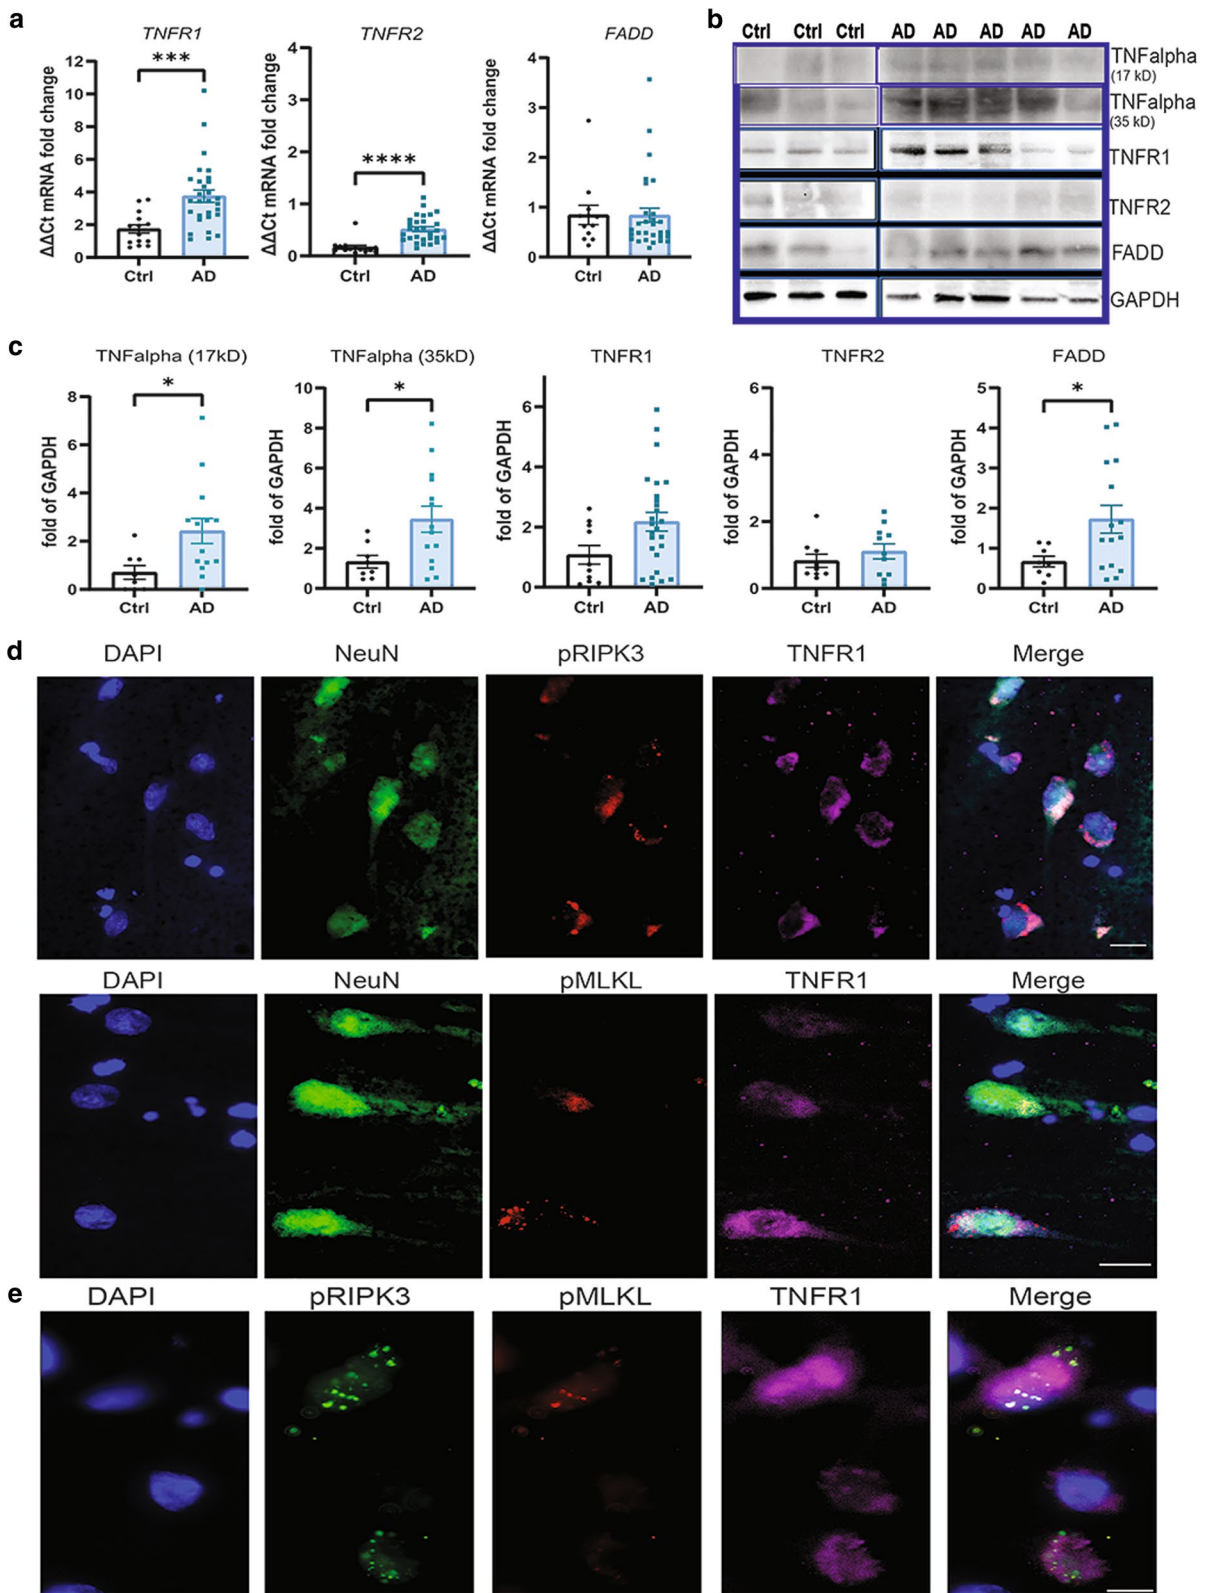 a
TNFR1
ΔΔCt mRNA fold change
12
10
8
6
4
2
0
***
Ctrl
AD
TNFR2
ΔΔCt mRNA fold change
4
3
2
1
0
****
Ctrl
AD
FADD
ΔΔCt mRNA fold change
4
3
2
1
0
Ctrl
AD
b
Ctrl Ctrl Ctrl AD AD AD AD AD
TNFalpha
(17 kD)
TNFalpha
(35 kD)
TNFR1
TNFR2
FADD
GAPDH
c
TNFalpha (17kD)
fold of GAPDH
8
6
4
2
0
*
Ctrl
AD
TNFalpha (35kD)
fold of GAPDH
10
8
6
4
2
0
*
Ctrl
AD
TNFR1
fold of GAPDH
6
4
2
0
Ctrl
AD
TNFR2
fold of GAPDH
6
4
2
0
Ctrl
AD
FADD
fold of GAPDH
5
4
3
2
1
0
*
Ctrl
AD
d
DAPI NeuN pRIPK3 TNFR1 Merge
DAPI NeuN pMLKL TNFR1 Merge
e
DAPI pRIPK3 pMLKL TNFR1 Merge